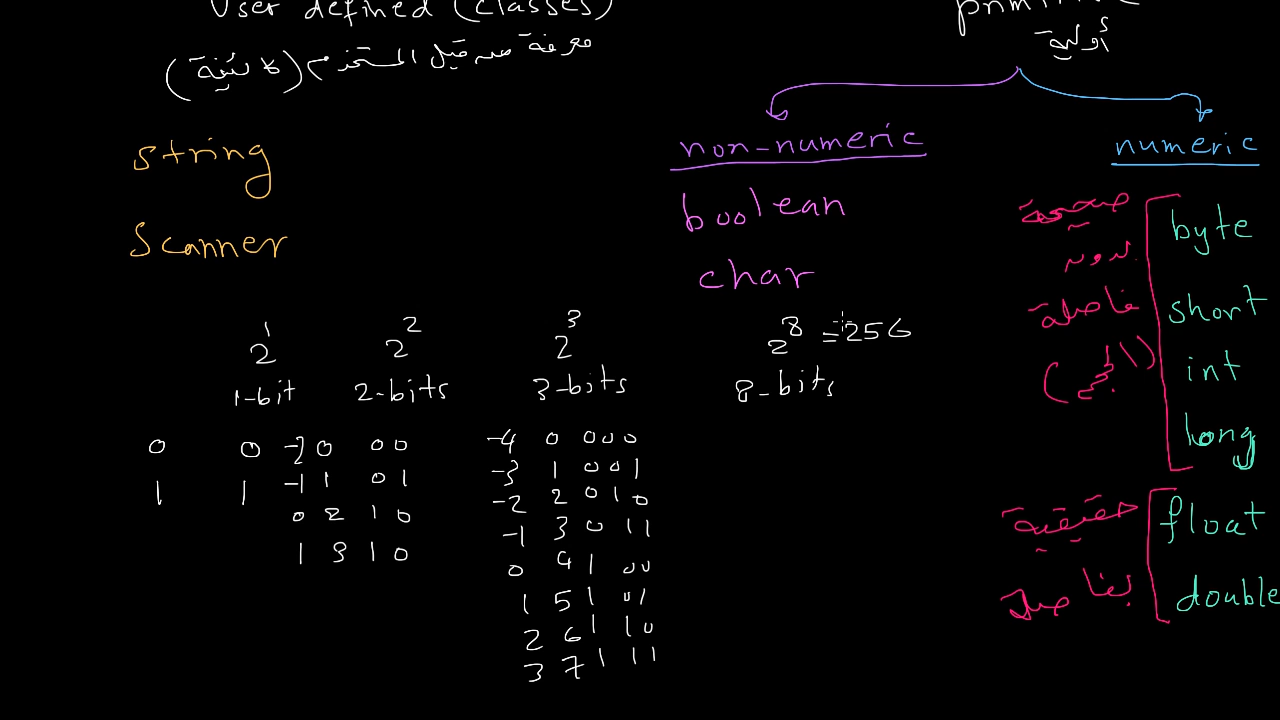 User defined (classes)
معرفة من قبل المستخدم (كائنية)
primi
أولية
non-numeric
numeric
string
Scanner
boolean
char
صحيحة
بدون
فاصلة
byte
short
int
long
حقيقية
float
double
2^1 2^2 2^3 2^8 = 256
1-bit 2-bits 3-bits 8-bits
0 0 -2 0 00 -4 0 000
1 1 -1 1 01 -3 1 001
0 2 10 -2 2 010
1 3 10 -1 3 011
0 4 100
1 5 101
2 6 110
3 7 111